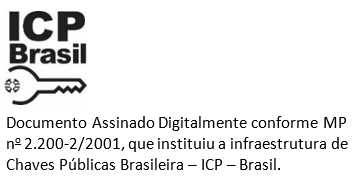 ICP
Brasil
Documento Assinado Digitalmente conforme MP
nº 2.200-2/2001, que instituiu a infraestrutura de
Chaves Públicas Brasileira – ICP – Brasil.